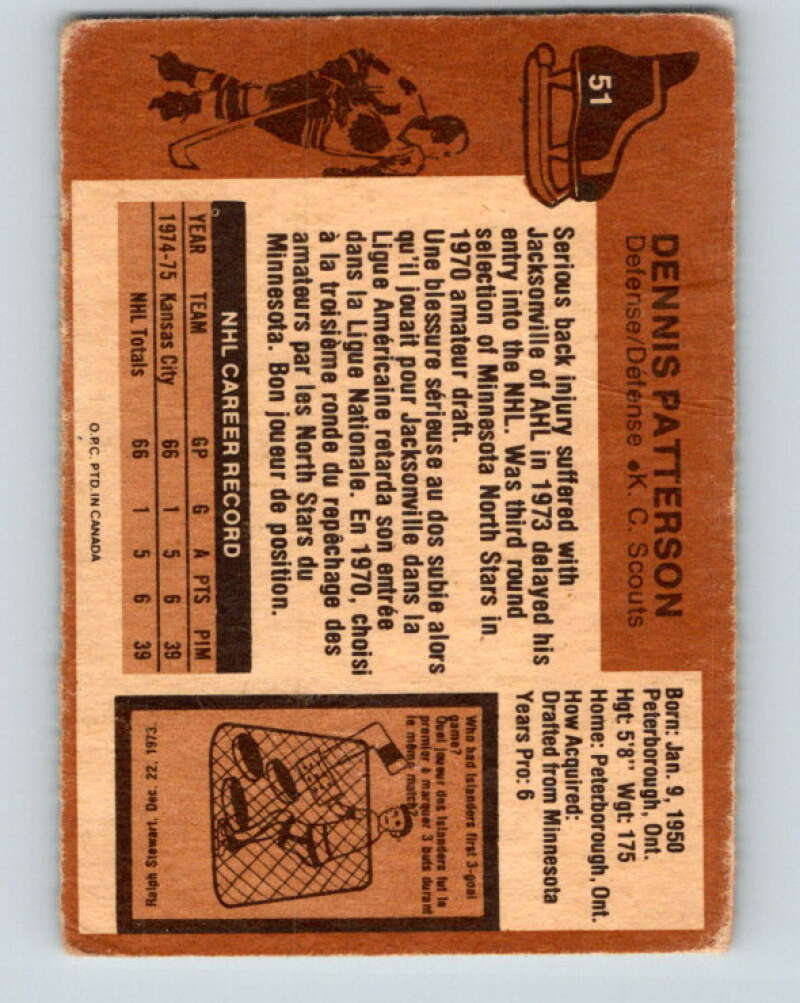 51
DENNIS PATTERSON
Defense/Défense • K. C. Scouts
Serious back injury suffered with
Jacksonville of AHL in 1973 delayed his
entry into the NHL. Was third round
selection of Minnesota North Stars in
1970 amateur draft.
Une blessure sérieuse au dos subie alors
qu'il jouait pour Jacksonville dans la
Ligue Américaine retarda son entrée
dans la Ligue Nationale. En 1970, choisi
à la troisième ronde du repêchage des
amateurs par les North Stars du
Minnesota. Bon joueur de position.
NHL CAREER RECORD
YEAR TEAM GP G A PTS PIM
1974-75 Kansas City 66 1 5 6 39
NHL Totals 66 1 5 6 39
O.P.C. PTD. IN CANADA
Born: Jan. 9, 1950
Peterborough, Ont.
Hgt: 5'8" Wgt: 175
Home: Peterborough, Ont.
How Acquired:
Drafted from Minnesota
Years Pro: 6
Who had Islanders first 3-goal
game?
Quel joueur des Islanders fut le
premier à marquer 3 buts durant
le même match?
Ralph Stewart, Dec. 22, 1973.